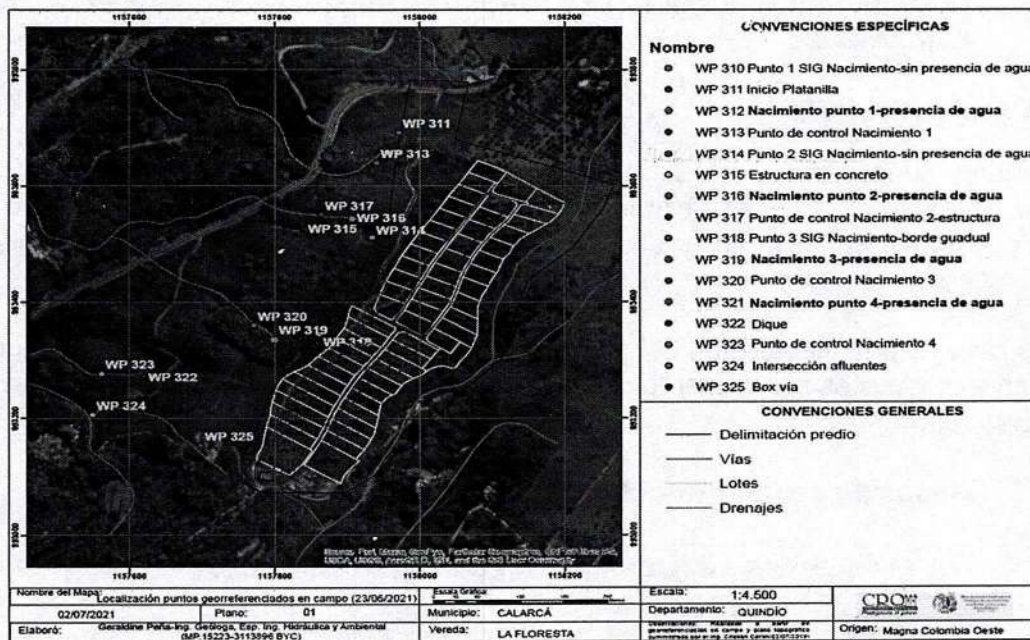 1157600
1157800
1158000
1158200
WP 311
WP 313
WP 317
WP 316
WP 315
WP 314
WP 320
WP 319
WP 318
WP 323
WP 322
WP 324
WP 325
1157600
1157800
1158000
1158200
CONVENCIONES ESPECÍFICAS
Nombre
WP 310 Punto 1 SIG Nacimiento-sin presencia de agua
WP 311 Inicio Platanilla
WP 312 Nacimiento punto 1-presencia de agua
WP 313 Punto de control Nacimiento 1
WP 314 Punto 2 SIG Nacimiento-sin presencia de agua
WP 315 Estructura en concreto
WP 316 Nacimiento punto 2-presencia de agua
WP 317 Punto de control Nacimiento 2-estructura
WP 318 Punto 3 SIG Nacimiento-borde guadual
WP 319 Nacimiento 3-presencia de agua
WP 320 Punto de control Nacimiento 3
WP 321 Nacimiento punto 4-presencia de agua
WP 322 Dique
WP 323 Punto de control Nacimiento 4
WP 324 Intersección afluentes
WP 325 Box vía
CONVENCIONES GENERALES
Delimitación predio
Vías
Lotes
Drenajes
Nombre del Mapa: Localización puntos georreferenciados en campo (23/06/2021)
02/07/2021
Plano: 01
Elaboró: Geraldine Peña-Ing. Geóloga, Esp. Ing. Hidráulica y Ambiental
(MP 15223-3113896 BYC)
Escala Gráfica
Municipio: CALARCÁ
Vereda: LA FLORESTA
Escala: 1:4.500
Departamento: QUINDÍO
CRQ
Origen: Magna Colombia Oeste